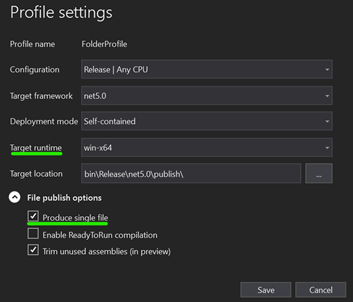 Profile settings
Profile name FolderProfile
Configuration Release | Any CPU
Target framework net5.0
Deployment mode Self-contained
Target runtime win-x64
Target location bin\Release\net5.0\publish\ ...
File publish options
Produce single file
Enable ReadyToRun compilation
Trim unused assemblies (in preview)
Save Cancel